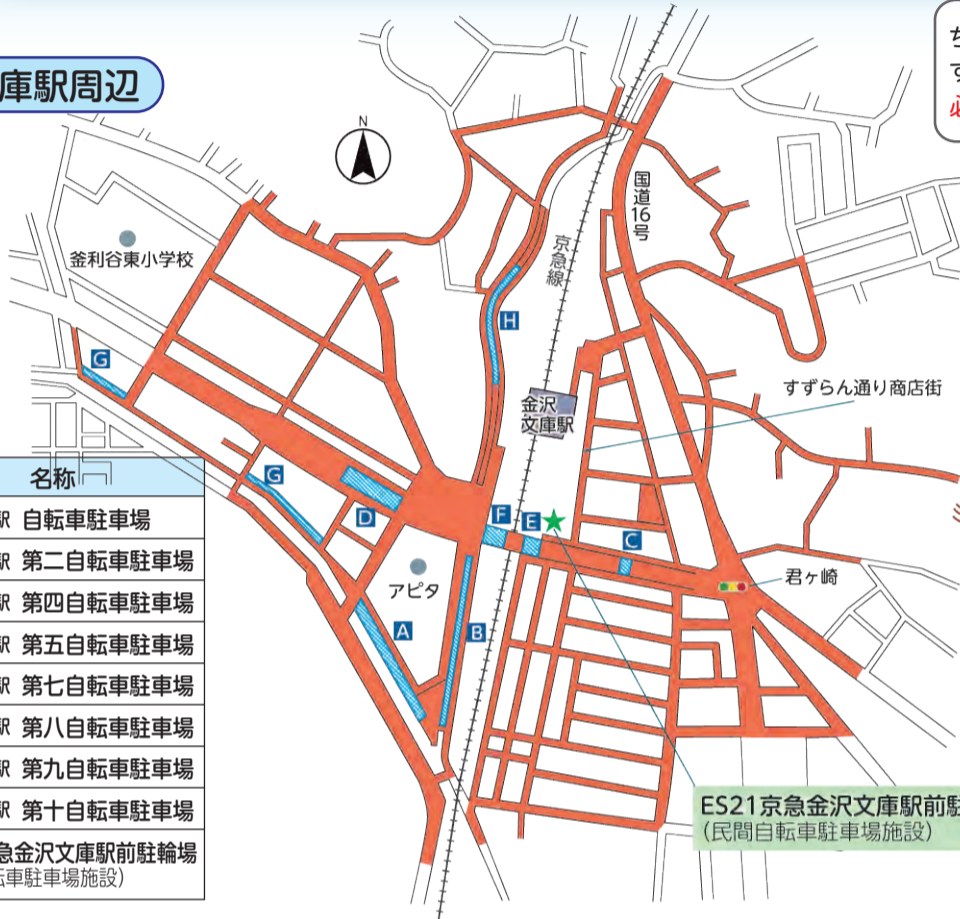 庫駅周辺
ち
す
必
N
国道16号
京急線
釜利谷東小学校
H
G
すずらん通り商店街
金沢
文庫駅
名称
G
D
F
E
C
アピタ
君ヶ崎
A
B
駅 自転車駐車場
駅 第二自転車駐車場
駅 第四自転車駐車場
駅 第五自転車駐車場
駅 第七自転車駐車場
駅 第八自転車駐車場
駅 第九自転車駐車場
駅 第十自転車駐車場
急金沢文庫駅前駐輪場
転車駐車場施設)
ES21京急金沢文庫駅前駐
(民間自転車駐車場施設)